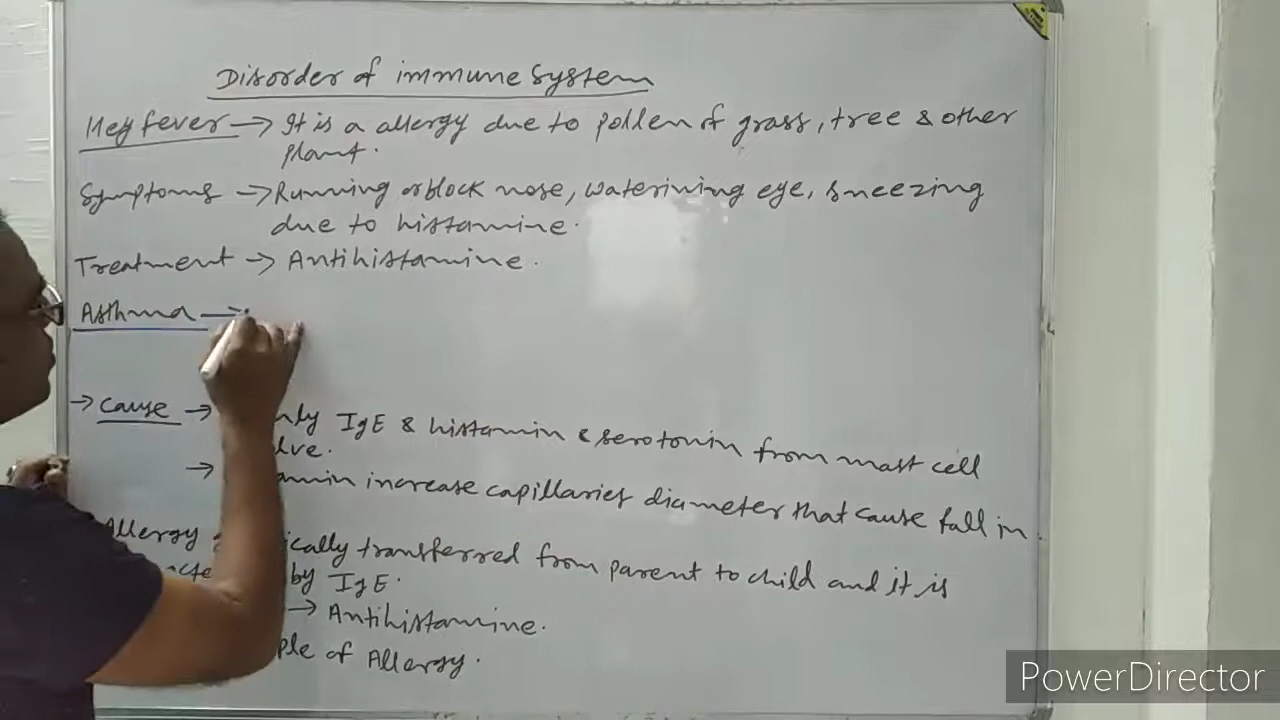 Disorder of immune system
Hey fever → It is a allergy due to pollen of grass, tree & other
plant.
Symptoms → Running or block nose, waterining eye, sneezing
due to histamine.
Treatment → Antihistamine.
Asthma →
→ Cause → IgE & histamin & serotonin from mast cell
→ increase capillaries diameter that cause fall in
Allergy transferred from parent to child and it is
by IgE.
→ Antihistamine.
of Allergy.
PowerDirector